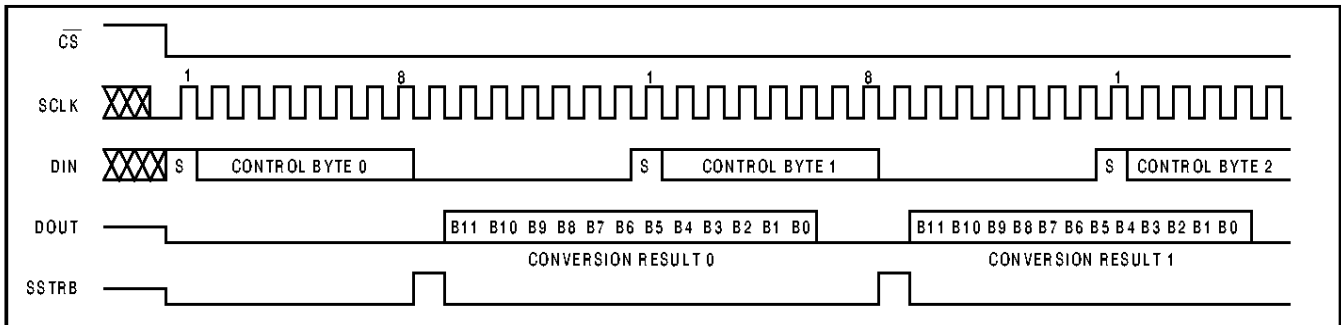 CS
1 8 1 8 1
SCLK
DIN S CONTROL BYTE 0 S CONTROL BYTE 1 S CONTROL BYTE 2
DOUT B11 B10 B9 B8 B7 B6 B5 B4 B3 B2 B1 B0 B11 B10 B9 B8 B7 B6 B5 B4 B3 B2 B1 B0
CONVERSION RESULT 0 CONVERSION RESULT 1
SSTRB